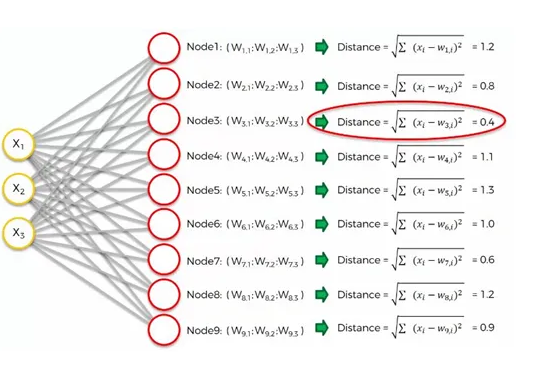 Node1: (W1,1:W1,2:W1,3) Distance = √Σ (xi − w1,i)² = 1.2
Node2: (W2,1:W2,2:W2,3) Distance = √Σ (xi − w2,i)² = 0.8
Node3: (W3,1:W3,2:W3,3) Distance = √Σ (xi − w3,i)² = 0.4
X1
Node4: (W4,1:W4,2:W4,3) Distance = √Σ (xi − w4,i)² = 1.1
X2
Node5: (W5,1:W5,2:W5,3) Distance = √Σ (xi − w5,i)² = 1.3
X3
Node6: (W6,1:W6,2:W6,3) Distance = √Σ (xi − w6,i)² = 1.0
Node7: (W7,1:W7,2:W7,3) Distance = √Σ (xi − w7,i)² = 0.6
Node8: (W8,1:W8,2:W8,3) Distance = √Σ (xi − w8,i)² = 1.2
Node9: (W9,1:W9,2:W9,3) Distance = √Σ (xi − w9,i)² = 0.9